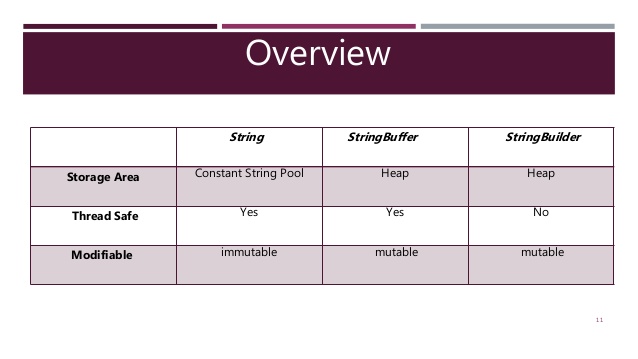 Overview
String StringBuffer StringBuilder
Storage Area Constant String Pool Heap Heap
Thread Safe Yes Yes No
Modifiable immutable mutable mutable
11